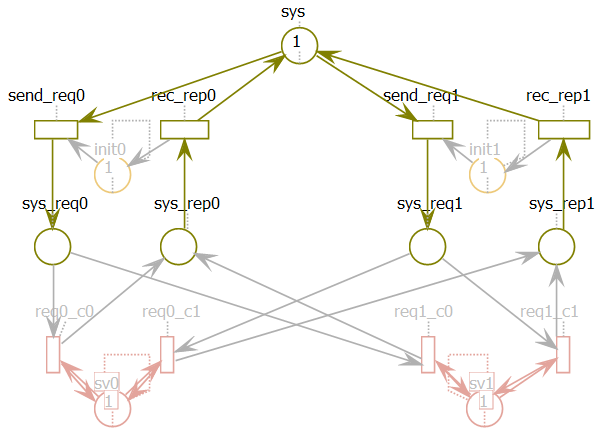 sys
1
send_req0 rec_rep0 send_req1 rec_rep1
init0 init1
1 1
sys_req0 sys_rep0 sys_req1 sys_rep1
req0_c0 req0_c1 req1_c0 req1_c1
sv0 sv1
1 1